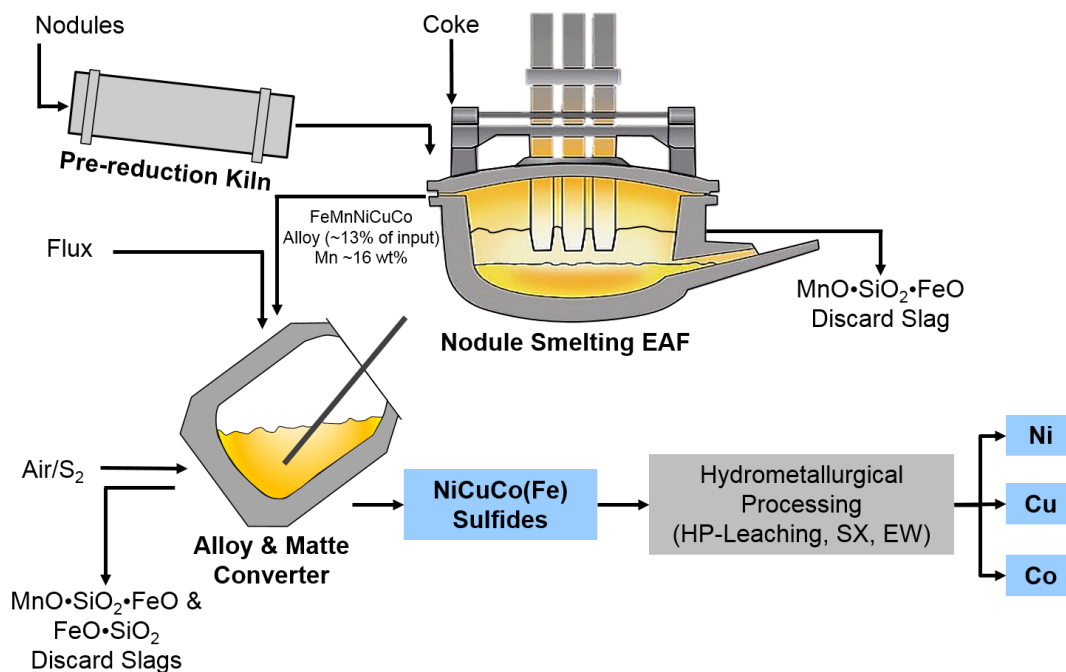 Nodules
Coke
Pre-reduction Kiln
FeMnNiCuCo
Alloy (~13% of input)
Mn ~16 wt%
Flux
MnO•SiO₂•FeO
Discard Slag
Nodule Smelting EAF
Air/S₂
Alloy & Matte
Converter
NiCuCo(Fe)
Sulfides
Hydrometallurgical
Processing
(HP-Leaching, SX, EW)
Ni
Cu
Co
MnO•SiO₂•FeO &
FeO•SiO₂
Discard Slags